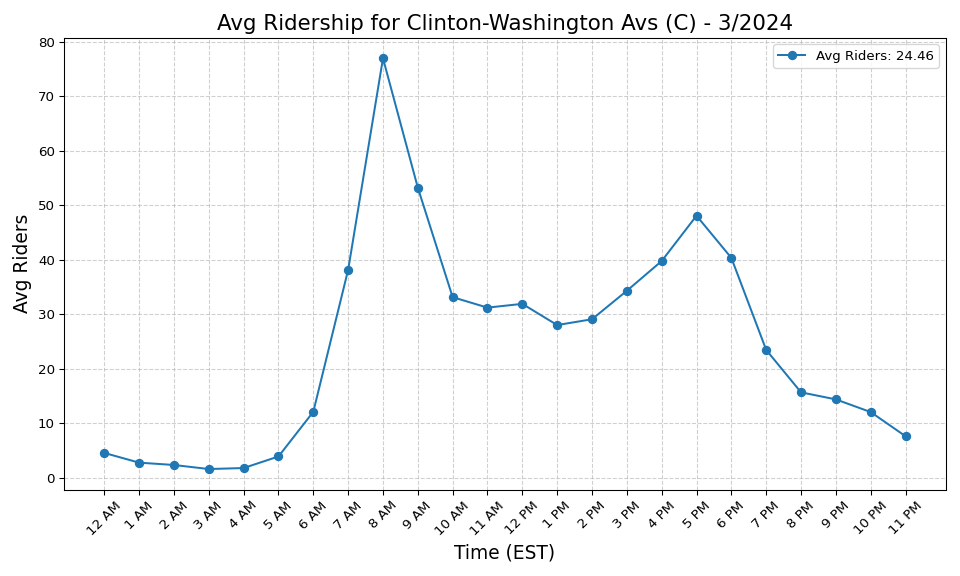 Avg Ridership for Clinton-Washington Avs (C) - 3/2024
Avg Riders: 24.46
Avg Riders
80
70
60
50
40
30
20
10
0
12 AM
1 AM
2 AM
3 AM
4 AM
5 AM
6 AM
7 AM
8 AM
9 AM
10 AM
11 AM
12 PM
1 PM
2 PM
3 PM
4 PM
5 PM
6 PM
7 PM
8 PM
9 PM
10 PM
11 PM
Time (EST)